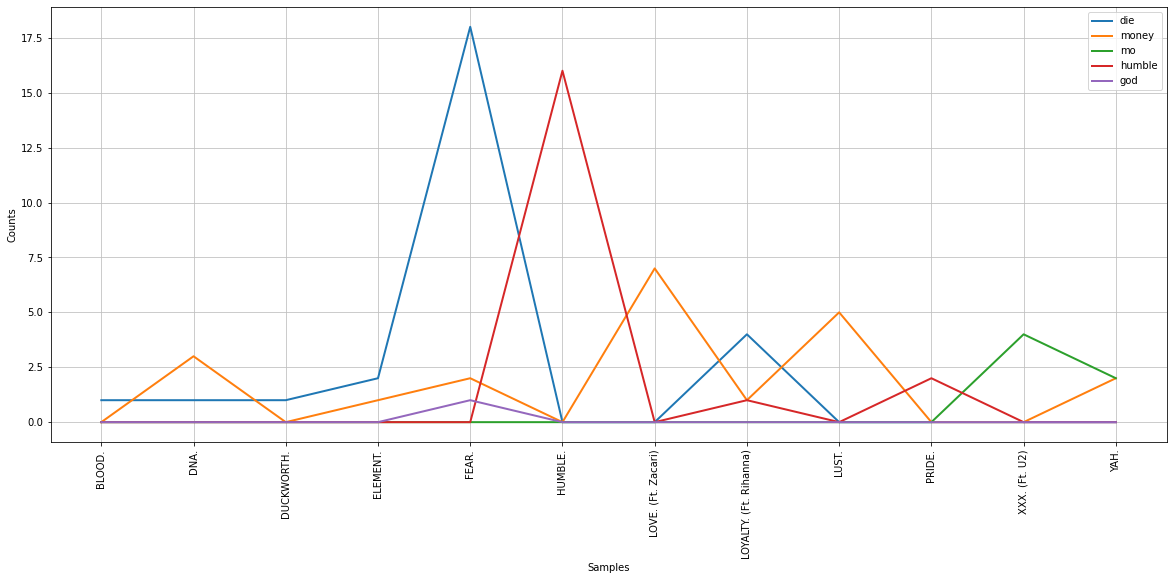 die
money
mo
humble
god
17.5
15.0
12.5
10.0
7.5
5.0
2.5
0.0
Counts
BLOOD.
DNA.
DUCKWORTH.
ELEMENT.
FEAR.
HUMBLE.
LOVE. (Ft. Zacari)
LOYALTY. (Ft. Rihanna)
LUST.
PRIDE.
XXX. (Ft. U2)
YAH.
Samples